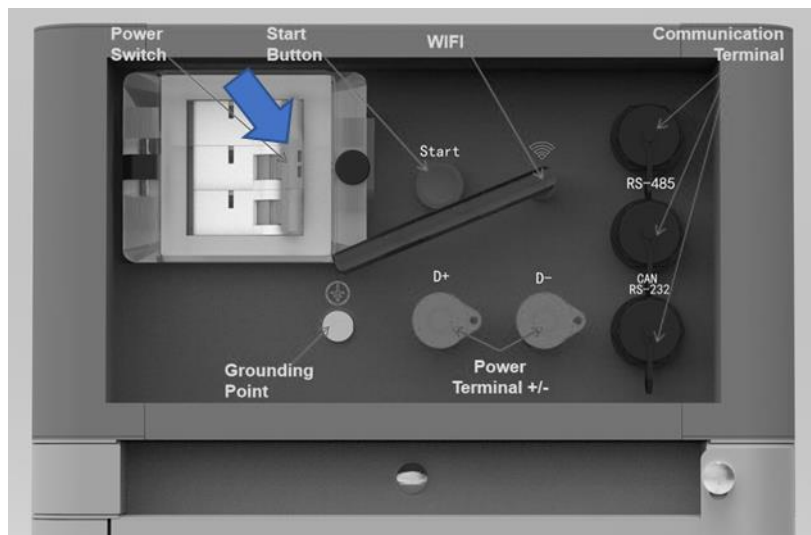 Power
Switch
Start
Button
WIFI
Communication
Terminal
Start
RS-485
D+
D-
CAN
RS-232
Grounding
Point
Power
Terminal +/-